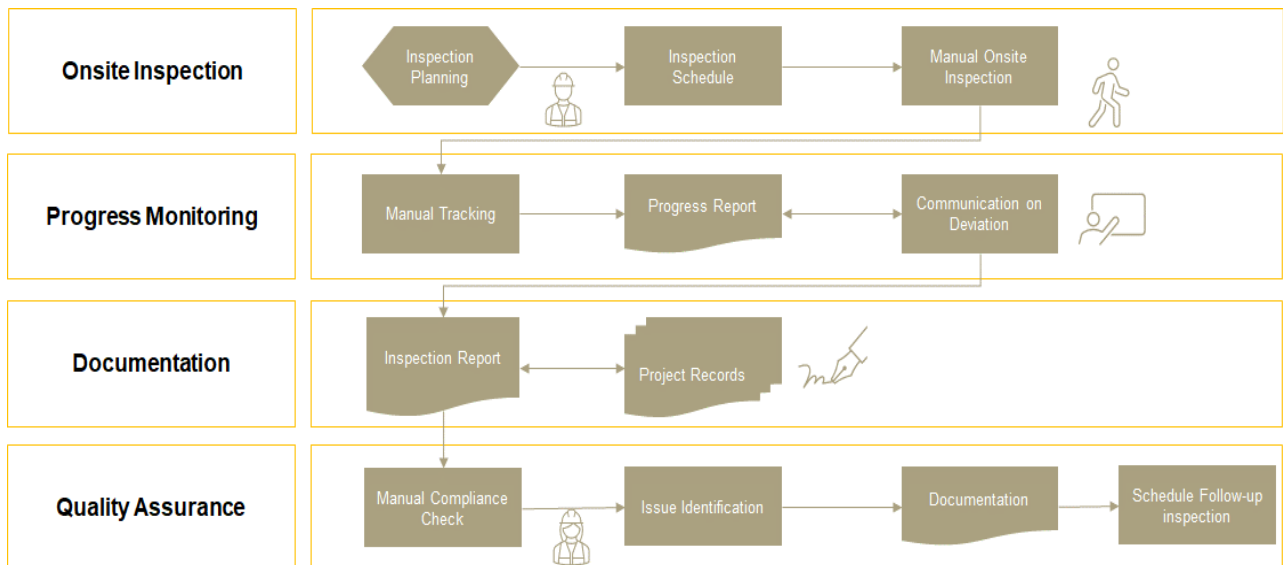 Onsite Inspection
Inspection
Planning
Inspection
Schedule
Manual Onsite
Inspection
Progress Monitoring
Manual Tracking
Progress Report
Communication on
Deviation
Documentation
Inspection Report
Project Records
Quality Assurance
Manual Compliance
Check
Issue Identification
Documentation
Schedule Follow-up
inspection